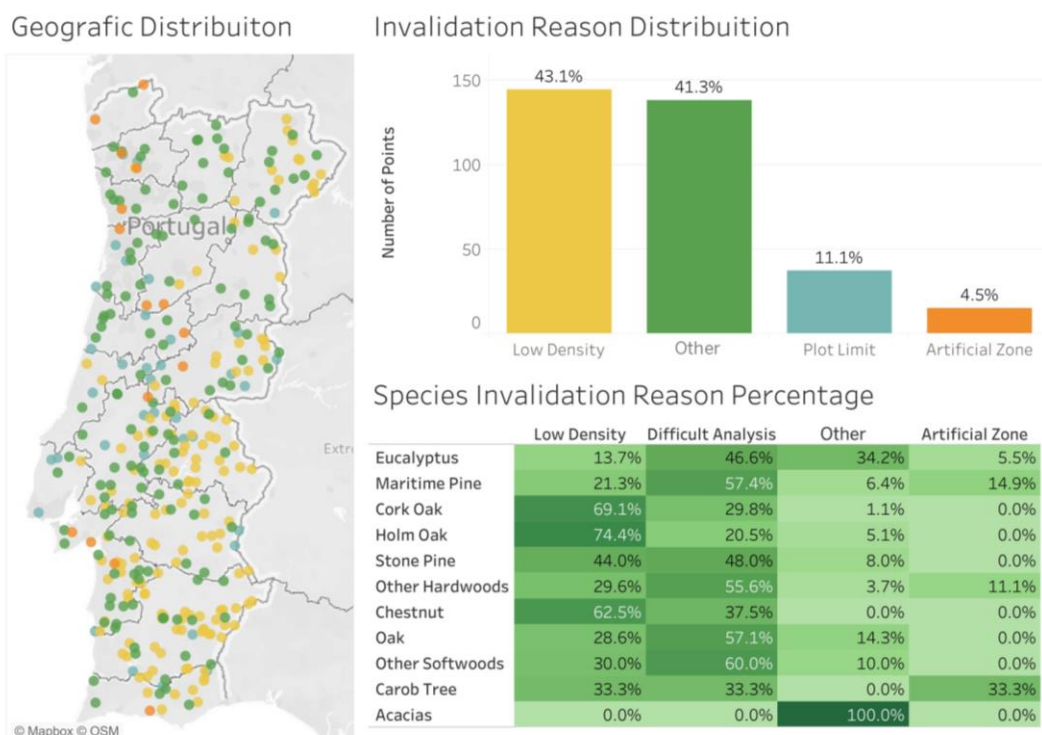 Geografic Distribuiton
Portugal
Extr
© Mapbox © OSM
Invalidation Reason Distribuition
Number of Points
150
100
50
0
43.1%
41.3%
11.1%
4.5%
Low Density Other Plot Limit Artificial Zone
Species Invalidation Reason Percentage
Low Density Difficult Analysis Other Artificial Zone
Eucalyptus 13.7% 46.6% 34.2% 5.5%
Maritime Pine 21.3% 57.4% 6.4% 14.9%
Cork Oak 69.1% 29.8% 1.1% 0.0%
Holm Oak 74.4% 20.5% 5.1% 0.0%
Stone Pine 44.0% 48.0% 8.0% 0.0%
Other Hardwoods 29.6% 55.6% 3.7% 11.1%
Chestnut 62.5% 37.5% 0.0% 0.0%
Oak 28.6% 57.1% 14.3% 0.0%
Other Softwoods 30.0% 60.0% 10.0% 0.0%
Carob Tree 33.3% 33.3% 0.0% 33.3%
Acacias 0.0% 0.0% 100.0% 0.0%